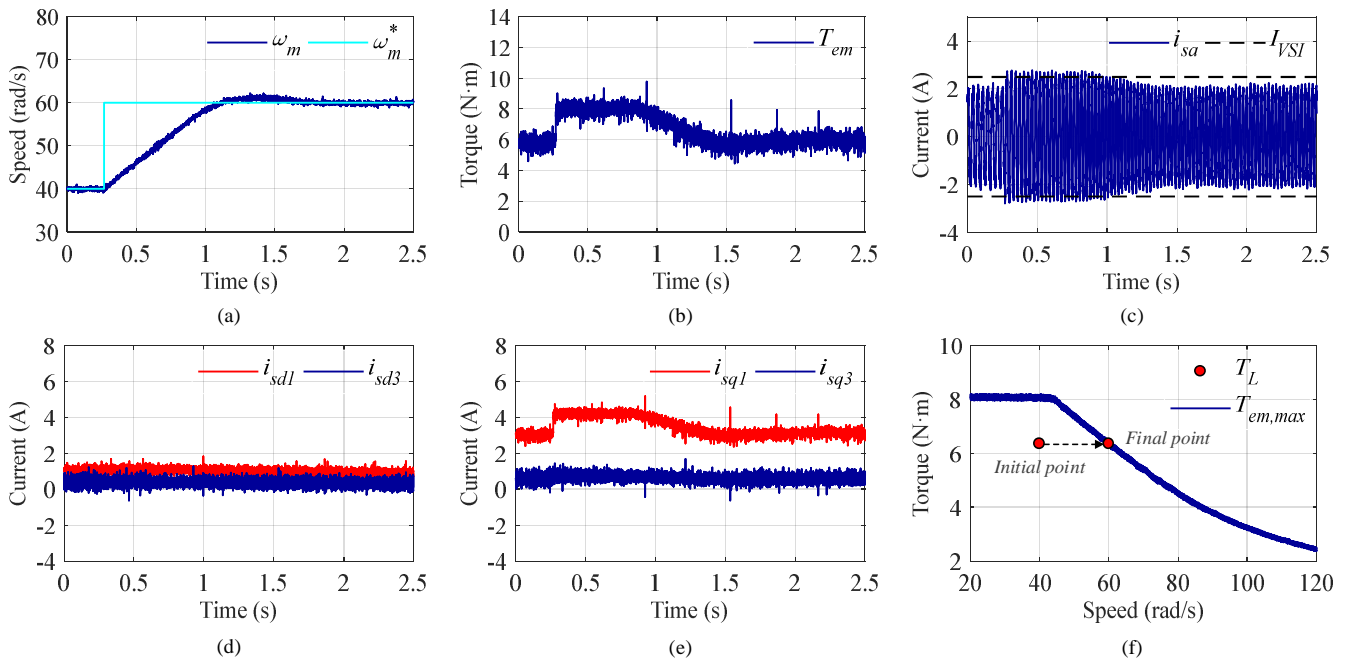 80
70
60
50
40
30
Speed (rad/s)
ω_m ω_m^*
0 0.5 1 1.5 2 2.5
Time (s)
(a)
14
12
10
8
6
4
2
0
Torque (N·m)
T_em
0 0.5 1 1.5 2 2.5
Time (s)
(b)
4
2
0
-2
-4
Current (A)
i_sa I_VSI
0 0.5 1 1.5 2 2.5
Time (s)
(c)
8
6
4
2
0
-2
-4
Current (A)
i_sd1 i_sd3
0 0.5 1 1.5 2 2.5
Time (s)
(d)
8
6
4
2
0
-2
-4
Current (A)
i_sq1 i_sq3
0 0.5 1 1.5 2 2.5
Time (s)
(e)
10
8
6
4
2
Torque (N·m)
T_L
T_em,max
Final point
Initial point
20 40 60 80 100 120
Speed (rad/s)
(f)